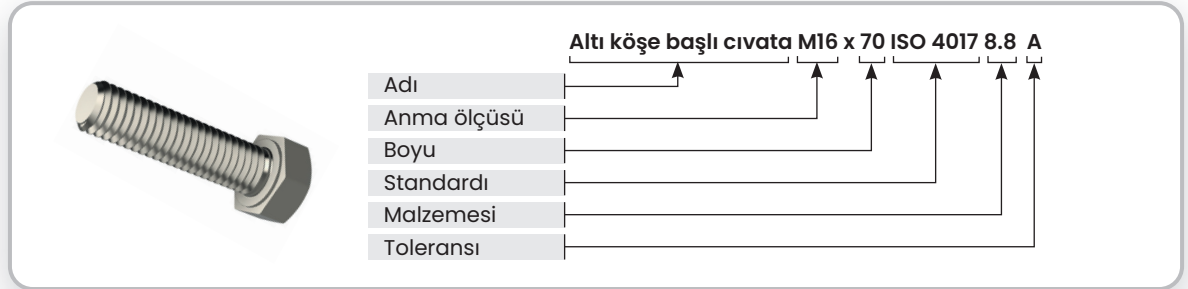 Altı köşe başlı cıvata M16 x 70 ISO 4017 8.8 A
Adı
Anma ölçüsü
Boyu
Standardı
Malzemesi
Toleransı